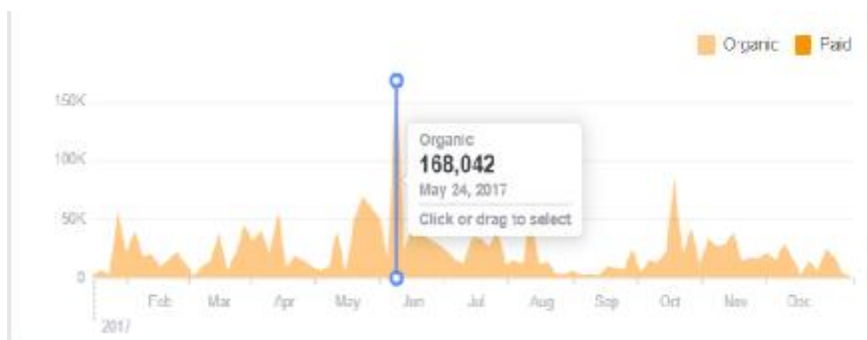 Organic Paid
150K
Organic
168,042
100K
May 24, 2017
Click or drag to select
50K
0
Feb Mar Apr May Jun Jul Aug Sep Oct Nov Dec
2017